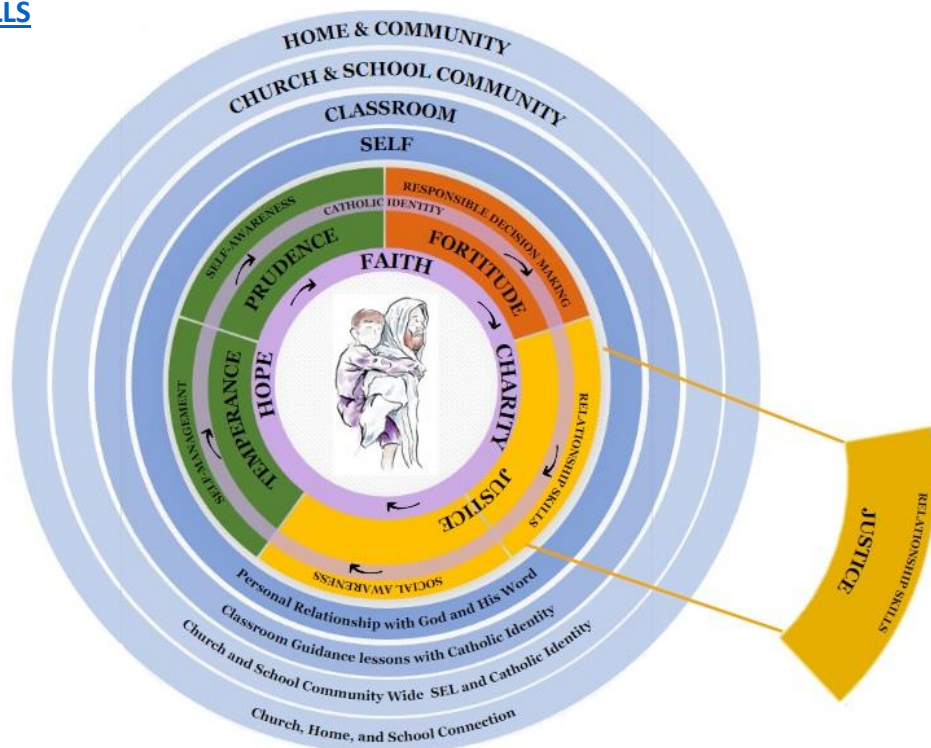 LLS
HOME & COMMUNITY
CHURCH & SCHOOL COMMUNITY
CLASSROOM
SELF
SELF-AWARENESS
RESPONSIBLE DECISION MAKING
CATHOLIC IDENTITY
PRUDENCE
FORTITUDE
FAITH
HOPE
CHARITY
TEMPERANCE
SELF-MANAGEMENT
JUSTICE
RELATIONSHIP SKILLS
SOCIAL AWARENESS
JUSTICE
RELATIONSHIP SKILLS
Personal Relationship with God and His Word
Classroom Guidance lessons with Catholic Identity
Church and School Community Wide SEL and Catholic Identity
Church, Home, and School Connection